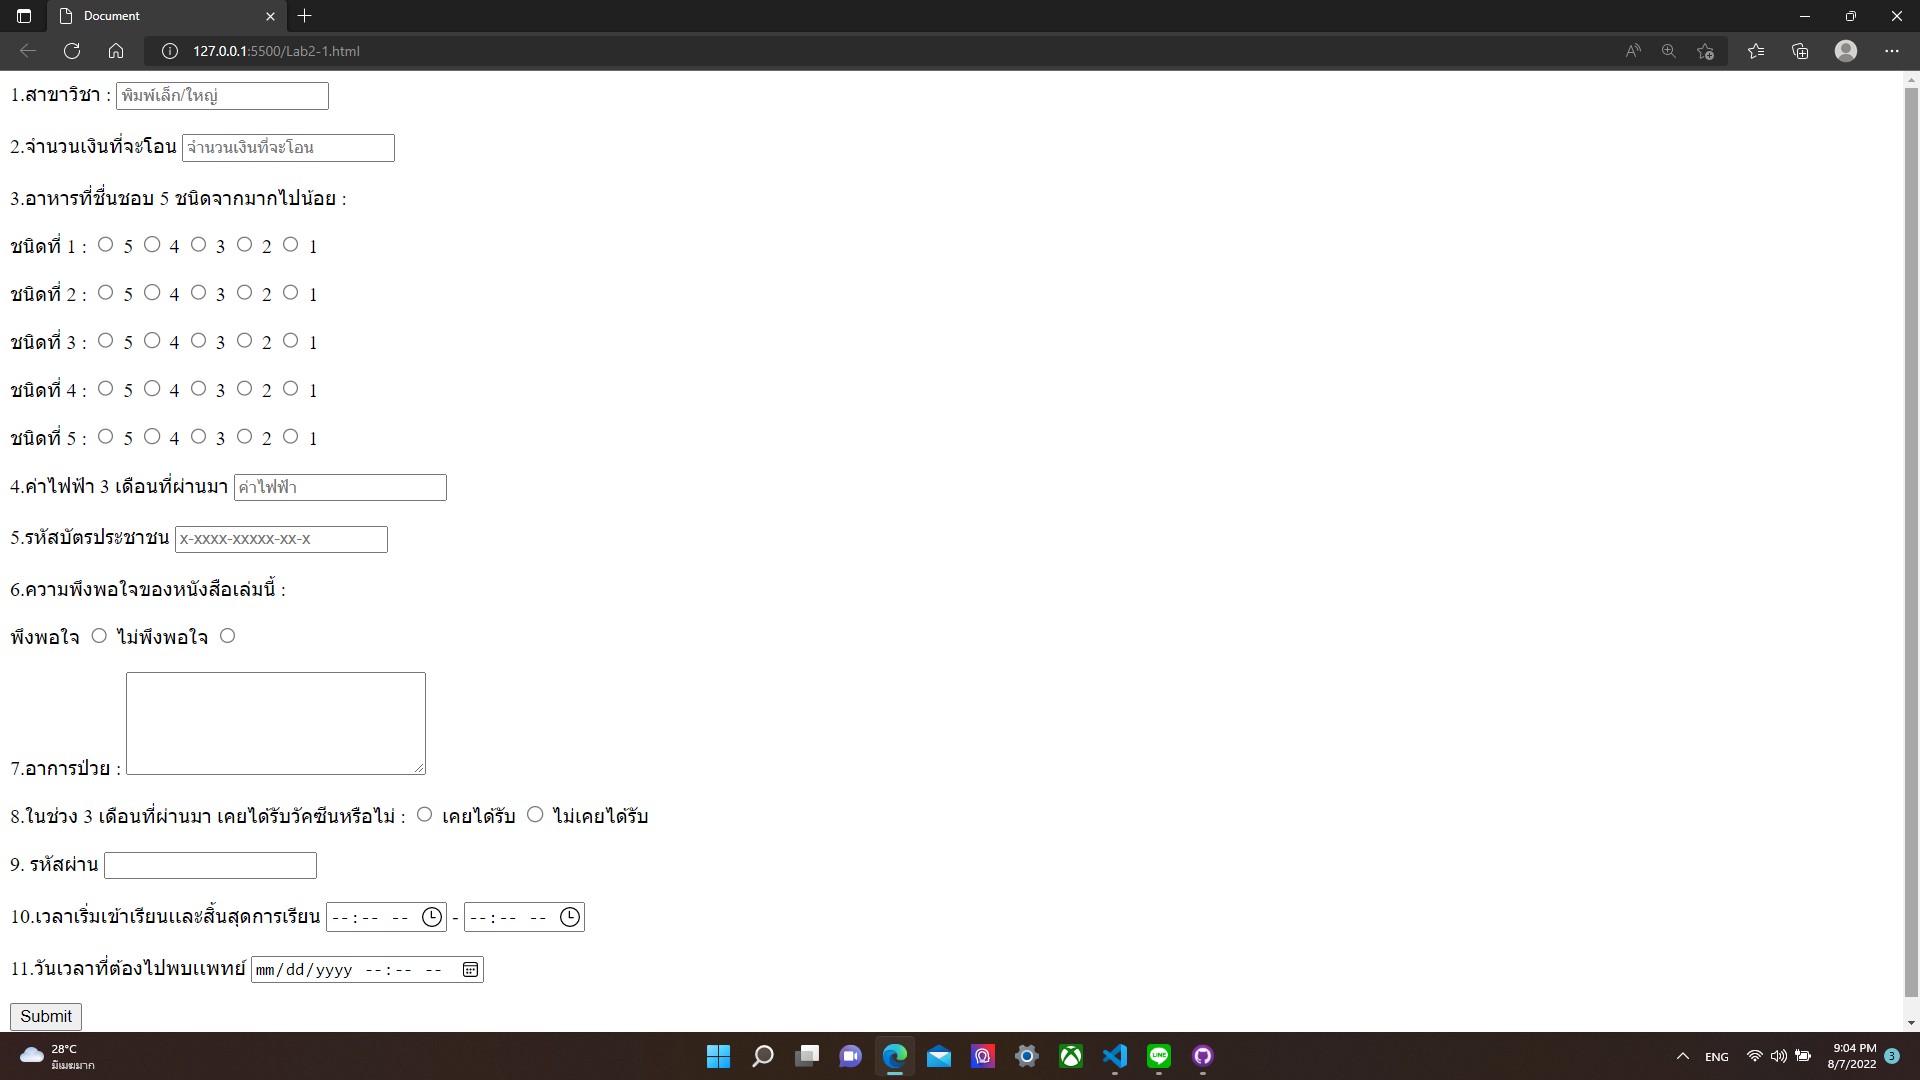 Document
127.0.0.1:5500/Lab2-1.html
1.สาขาวิชา : พิมพ์เล็ก/ใหญ่
2.จำนวนเงินที่จะโอน จำนวนเงินที่จะโอน
3.อาหารที่ชื่นชอบ 5 ชนิดจากมากไปน้อย :
ชนิดที่ 1 : 5 4 3 2 1
ชนิดที่ 2 : 5 4 3 2 1
ชนิดที่ 3 : 5 4 3 2 1
ชนิดที่ 4 : 5 4 3 2 1
ชนิดที่ 5 : 5 4 3 2 1
4.ค่าไฟฟ้า 3 เดือนที่ผ่านมา ค่าไฟฟ้า
5.รหัสบัตรประชาชน x-xxxx-xxxxx-xx-x
6.ความพึงพอใจของหนังสือเล่มนี้ :
พึงพอใจ ไม่พึงพอใจ
7.อาการป่วย :
8.ในช่วง 3 เดือนที่ผ่านมา เคยได้รับวัคซีนหรือไม่ : เคยได้รับ ไม่เคยได้รับ
9. รหัสผ่าน
10.เวลาเริ่มเข้าเรียนและสิ้นสุดการเรียน --:-- -- - --:-- --
11.วันเวลาที่ต้องไปพบแพทย์ mm/dd/yyyy --:-- --
Submit
28°C
มีเมฆมาก
ENG
9:04 PM
8/7/2022
3